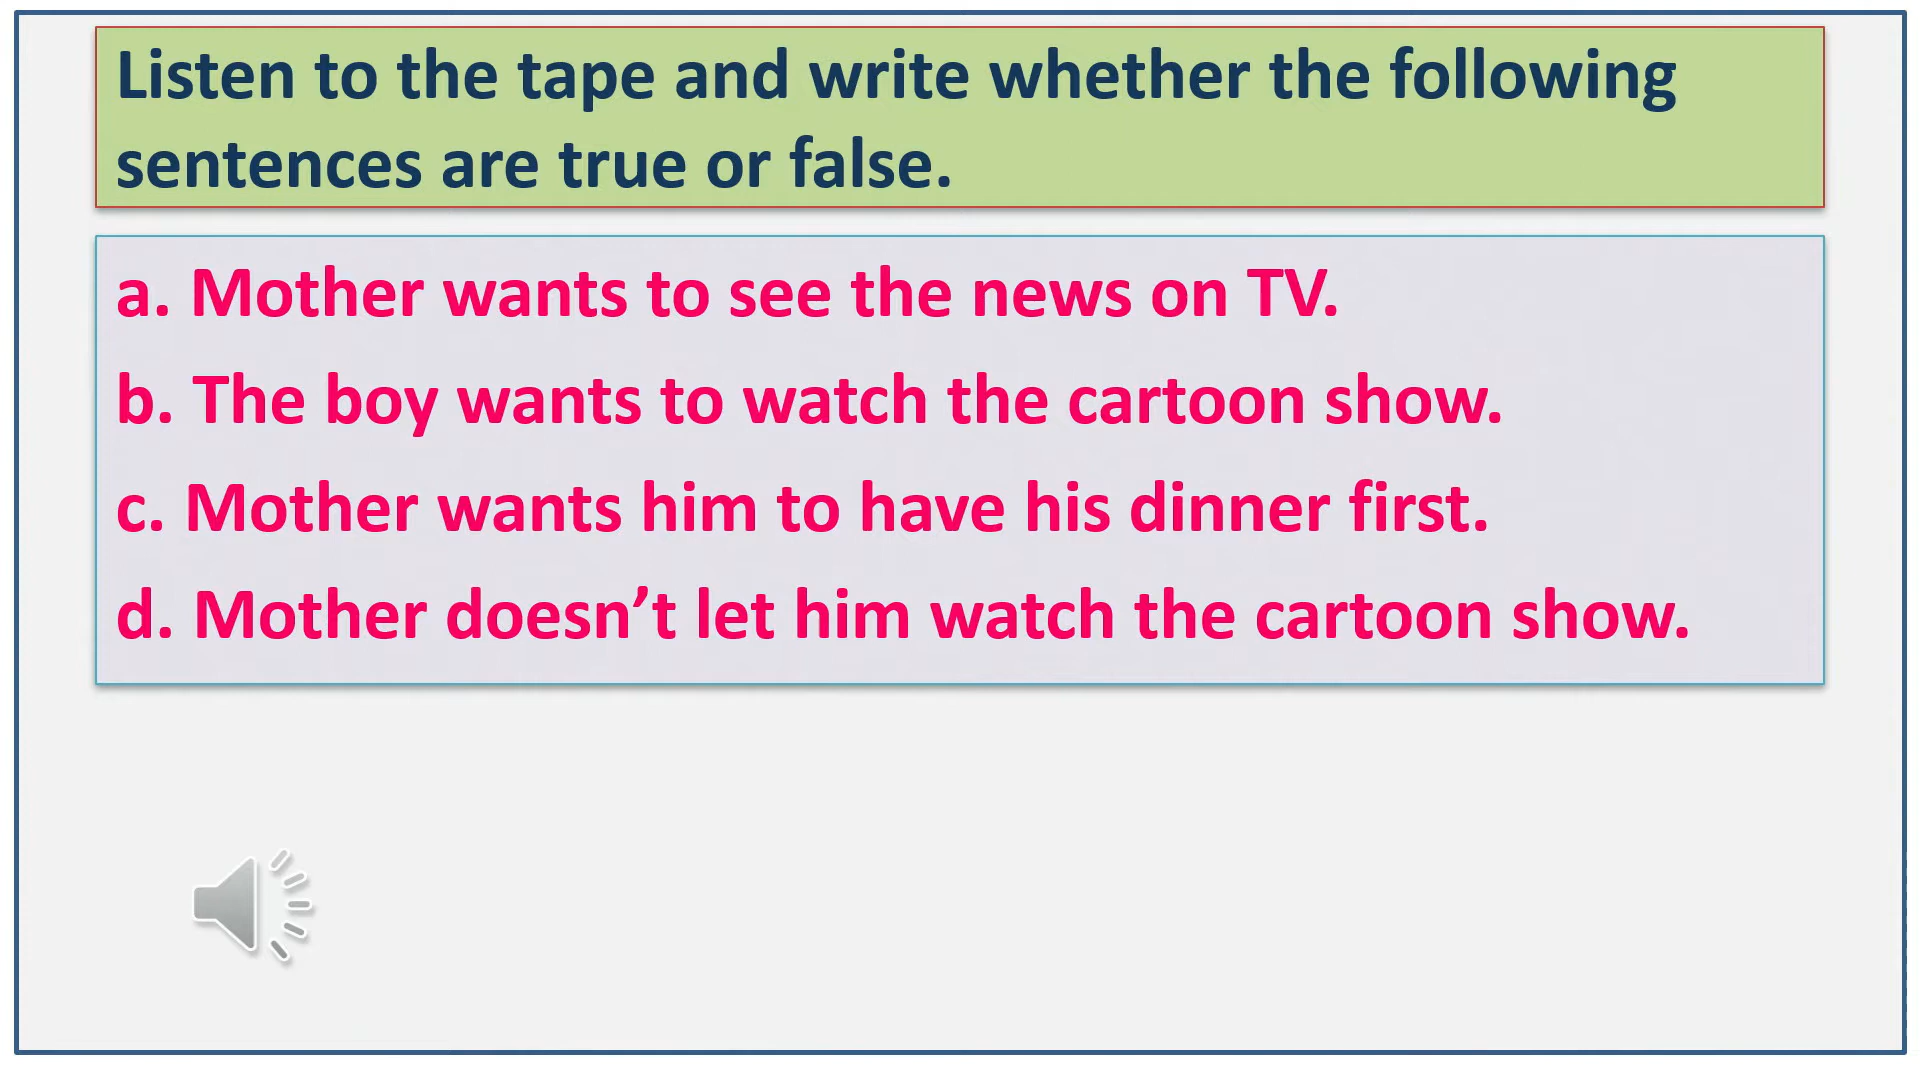 Listen to the tape and write whether the following
sentences are true or false.
a. Mother wants to see the news on TV.
b. The boy wants to watch the cartoon show.
c. Mother wants him to have his dinner first.
d. Mother doesn’t let him watch the cartoon show.